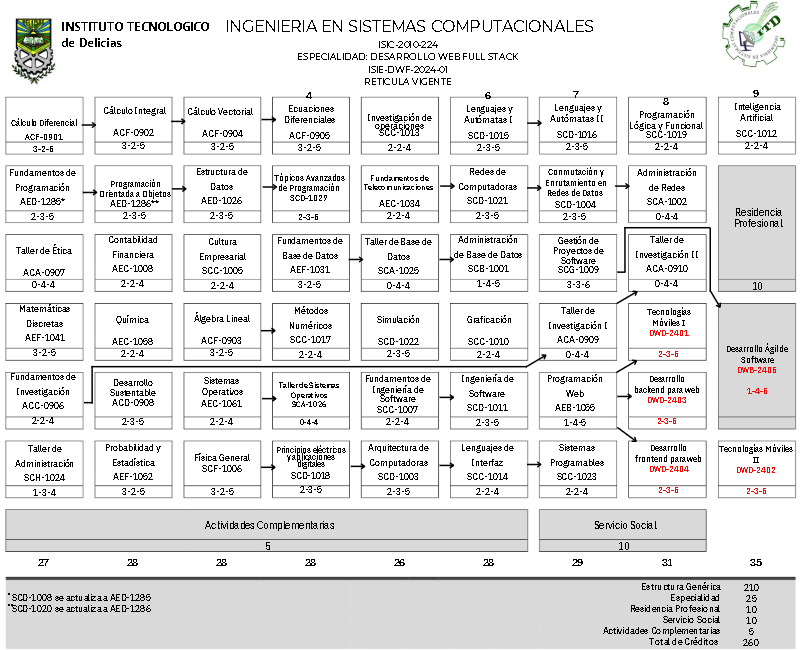 INSTITUTO TECNOLOGICO
de Delicias
INGENIERIA EN SISTEMAS COMPUTACIONALES
ISIC-2010-224
ESPECIALIDAD: DESARROLLO WEB FULL STACK
ISIE-DWF-2024-01
RETICULA VIGENTE
ITD
4
6
7
8
9
Cálculo Diferencial
ACF-0901
3-2-5
Cálculo Integral
ACF-0902
3-2-5
Cálculo Vectorial
ACF-0904
3-2-5
Ecuaciones
Diferenciales
ACF-0905
3-2-5
Investigación de
operaciones
SCC-1013
2-2-4
Lenguajes y
Autómatas I
SCD-1015
2-3-5
Lenguajes y
Autómatas II
SCD-1016
2-3-5
Programación
Lógica y Funcional
SCC-1019
2-2-4
Inteligencia
Artificial
SCC-1012
2-2-4
Fundamentos de
Programación
AED-1285*
2-3-5
Programación
Orientada a Objetos
AED-1286**
2-3-5
Estructura de
Datos
AED-1026
2-3-5
Tópicos Avanzados
de Programación
SCD-1027
2-3-6
Fundamentos de
Telecomunicaciones
AEC-1034
2-2-4
Redes de
Computadoras
SCD-1021
2-3-5
Conmutación y
Enrutamiento en
Redes de Datos
SCD-1004
2-3-5
Administración
de Redes
SCA-1002
0-4-4
Residencia
Profesional
10
Taller de Ética
ACA-0907
0-4-4
Contabilidad
Financiera
AEC-1008
2-2-4
Cultura
Empresarial
SCC-1005
2-2-4
Fundamentos de
Base de Datos
AEF-1031
3-2-5
Taller de Base de
Datos
SCA-1025
0-4-4
Administración
de Base de Datos
SCB-1001
1-4-5
Gestión de
Proyectos de
Software
SCG-1009
3-3-6
Taller de
Investigación II
ACA-0910
0-4-4
Matemáticas
Discretas
AEF-1041
3-2-5
Química
AEC-1058
2-2-4
Álgebra Lineal
ACF-0903
3-2-5
Métodos
Numéricos
SCC-1017
2-2-4
Simulación
SCD-1022
2-3-5
Graficación
SCC-1010
2-2-4
Taller de
Investigación I
ACA-0909
0-4-4
Tecnologías
Móviles I
DWD-2401
2-3-6
Desarrollo Ágil de
Software
DWB-2406
1-4-6
Fundamentos de
Investigación
ACC-0906
2-2-4
Desarrollo
Sustentable
ACD-0908
2-3-5
Sistemas
Operativos
AEC-1061
2-2-4
Taller de Sistemas
Operativos
SCA-1026
0-4-4
Fundamentos de
Ingeniería de
Software
SCC-1007
2-2-4
Ingeniería de
Software
SCD-1011
2-3-5
Programación
Web
AEB-1055
1-4-5
Desarrollo
backend para web
DWD-2403
2-3-6
Taller de
Administración
SCH-1024
1-3-4
Probabilidad y
Estadística
AEF-1052
3-2-5
Física General
SCF-1006
3-2-5
Principios eléctricos
y aplicaciones
digitales
SCD-1018
2-3-5
Arquitectura de
Computadoras
SCD-1003
2-3-5
Lenguajes de
Interfaz
SCC-1014
2-2-4
Sistemas
Programables
SCC-1023
2-2-4
Desarrollo
frontend para web
DWD-2404
2-3-6
Tecnologías Móviles
II
DWD-2402
2-3-6
Actividades Complementarias
5
Servicio Social
10
27 28 28 28 26 28 29 31 35
*SCD-1008 se actualiza a AED-1285
**SCD-1020 se actualiza a AED-1286
Estructura Genérica 210
Especialidad 25
Residencia Profesional 10
Servicio Social 10
Actividades Complementarias 5
Total de Créditos 260